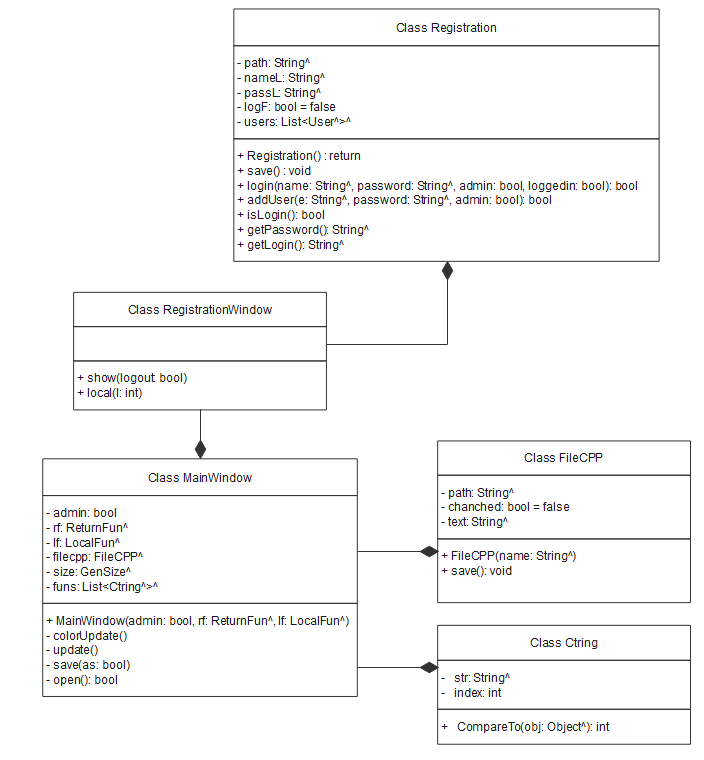 Class Registration
- path: String^
- nameL: String^
- passL: String^
- logF: bool = false
- users: List<User^>^
+ Registration() : return
+ save() : void
+ login(name: String^, password: String^, admin: bool, loggedin: bool): bool
+ addUser(e: String^, password: String^, admin: bool): bool
+ isLogin(): bool
+ getPassword(): String^
+ getLogin(): String^
Class RegistrationWindow
+ show(logout: bool)
+ local(l: int)
Class MainWindow
- admin: bool
- rf: ReturnFun^
- lf: LocalFun^
- filecpp: FileCPP^
- size: GenSize^
- funs: List<Ctring^>^
+ MainWindow(admin: bool, rf: ReturnFun^, lf: LocalFun^)
- colorUpdate()
- update()
- save(as: bool)
- open(): bool
Class FileCPP
- path: String^
- chanched: bool = false
- text: String^
+ FileCPP(name: String^)
+ save(): void
Class Ctring
- str: String^
- index: int
+ CompareTo(obj: Object^): int